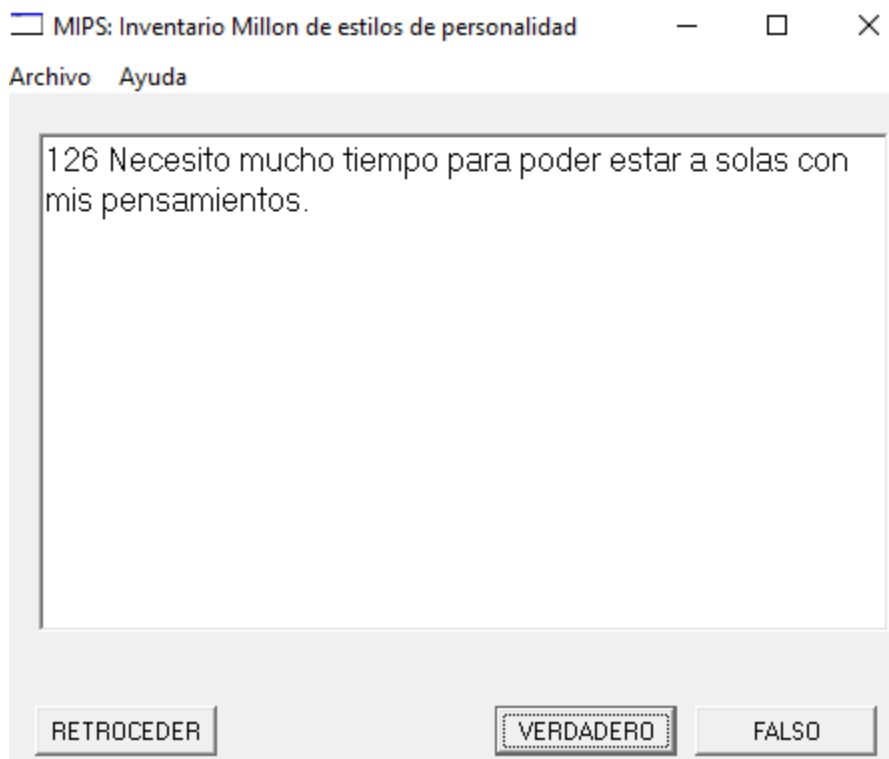 MIPS: Inventario Millon de estilos de personalidad
Archivo Ayuda
126 Necesito mucho tiempo para poder estar a solas con
mis pensamientos.
RETROCEDER VERDADERO FALSO